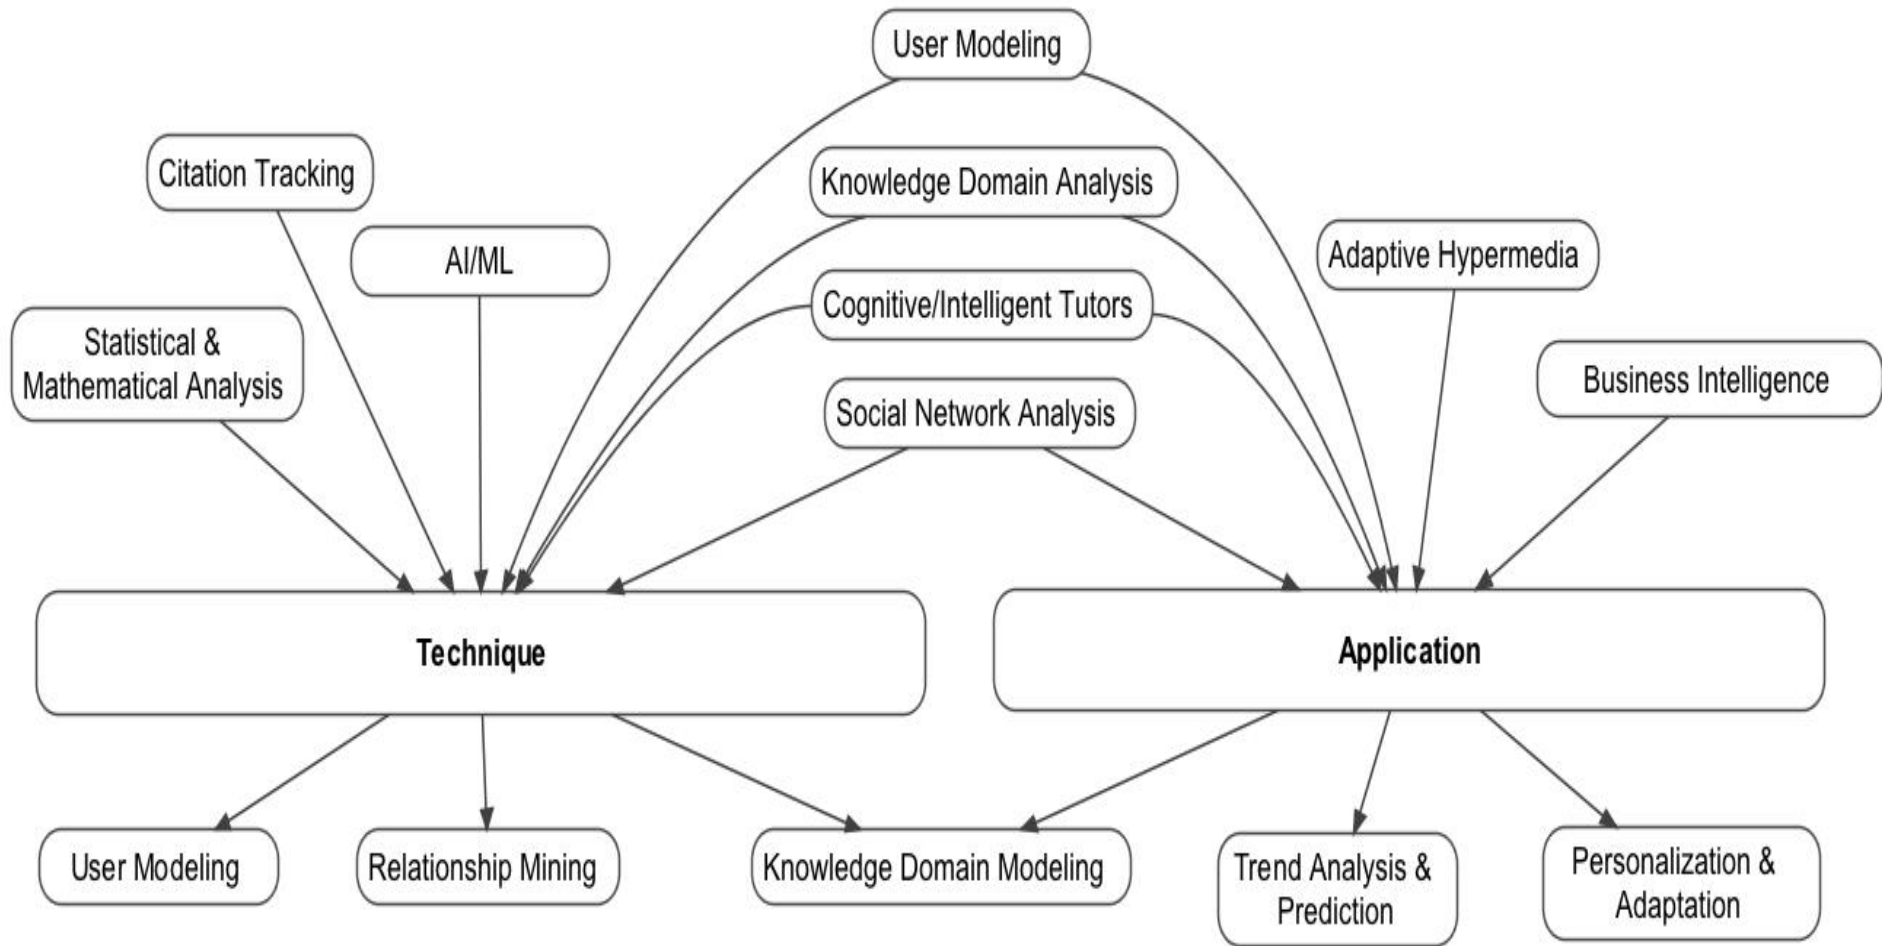 User Modeling
Citation Tracking
Knowledge Domain Analysis
AI/ML
Adaptive Hypermedia
Cognitive/Intelligent Tutors
Statistical &
Mathematical Analysis
Business Intelligence
Social Network Analysis
Technique
Application
User Modeling
Relationship Mining
Knowledge Domain Modeling
Trend Analysis &
Prediction
Personalization &
Adaptation